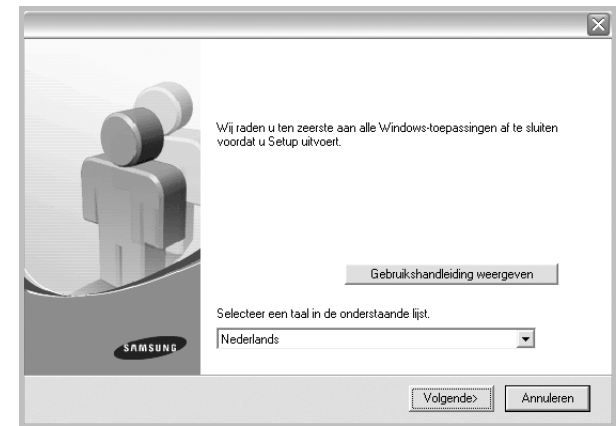 Wij raden u ten zeerste aan alle Windows-toepassingen af te sluiten
voordat u Setup uitvoert.
Gebruikshandleiding weergeven
Selecteer een taal in de onderstaande lijst.
Nederlands
SAMSUNG
Volgende>
Annuleren